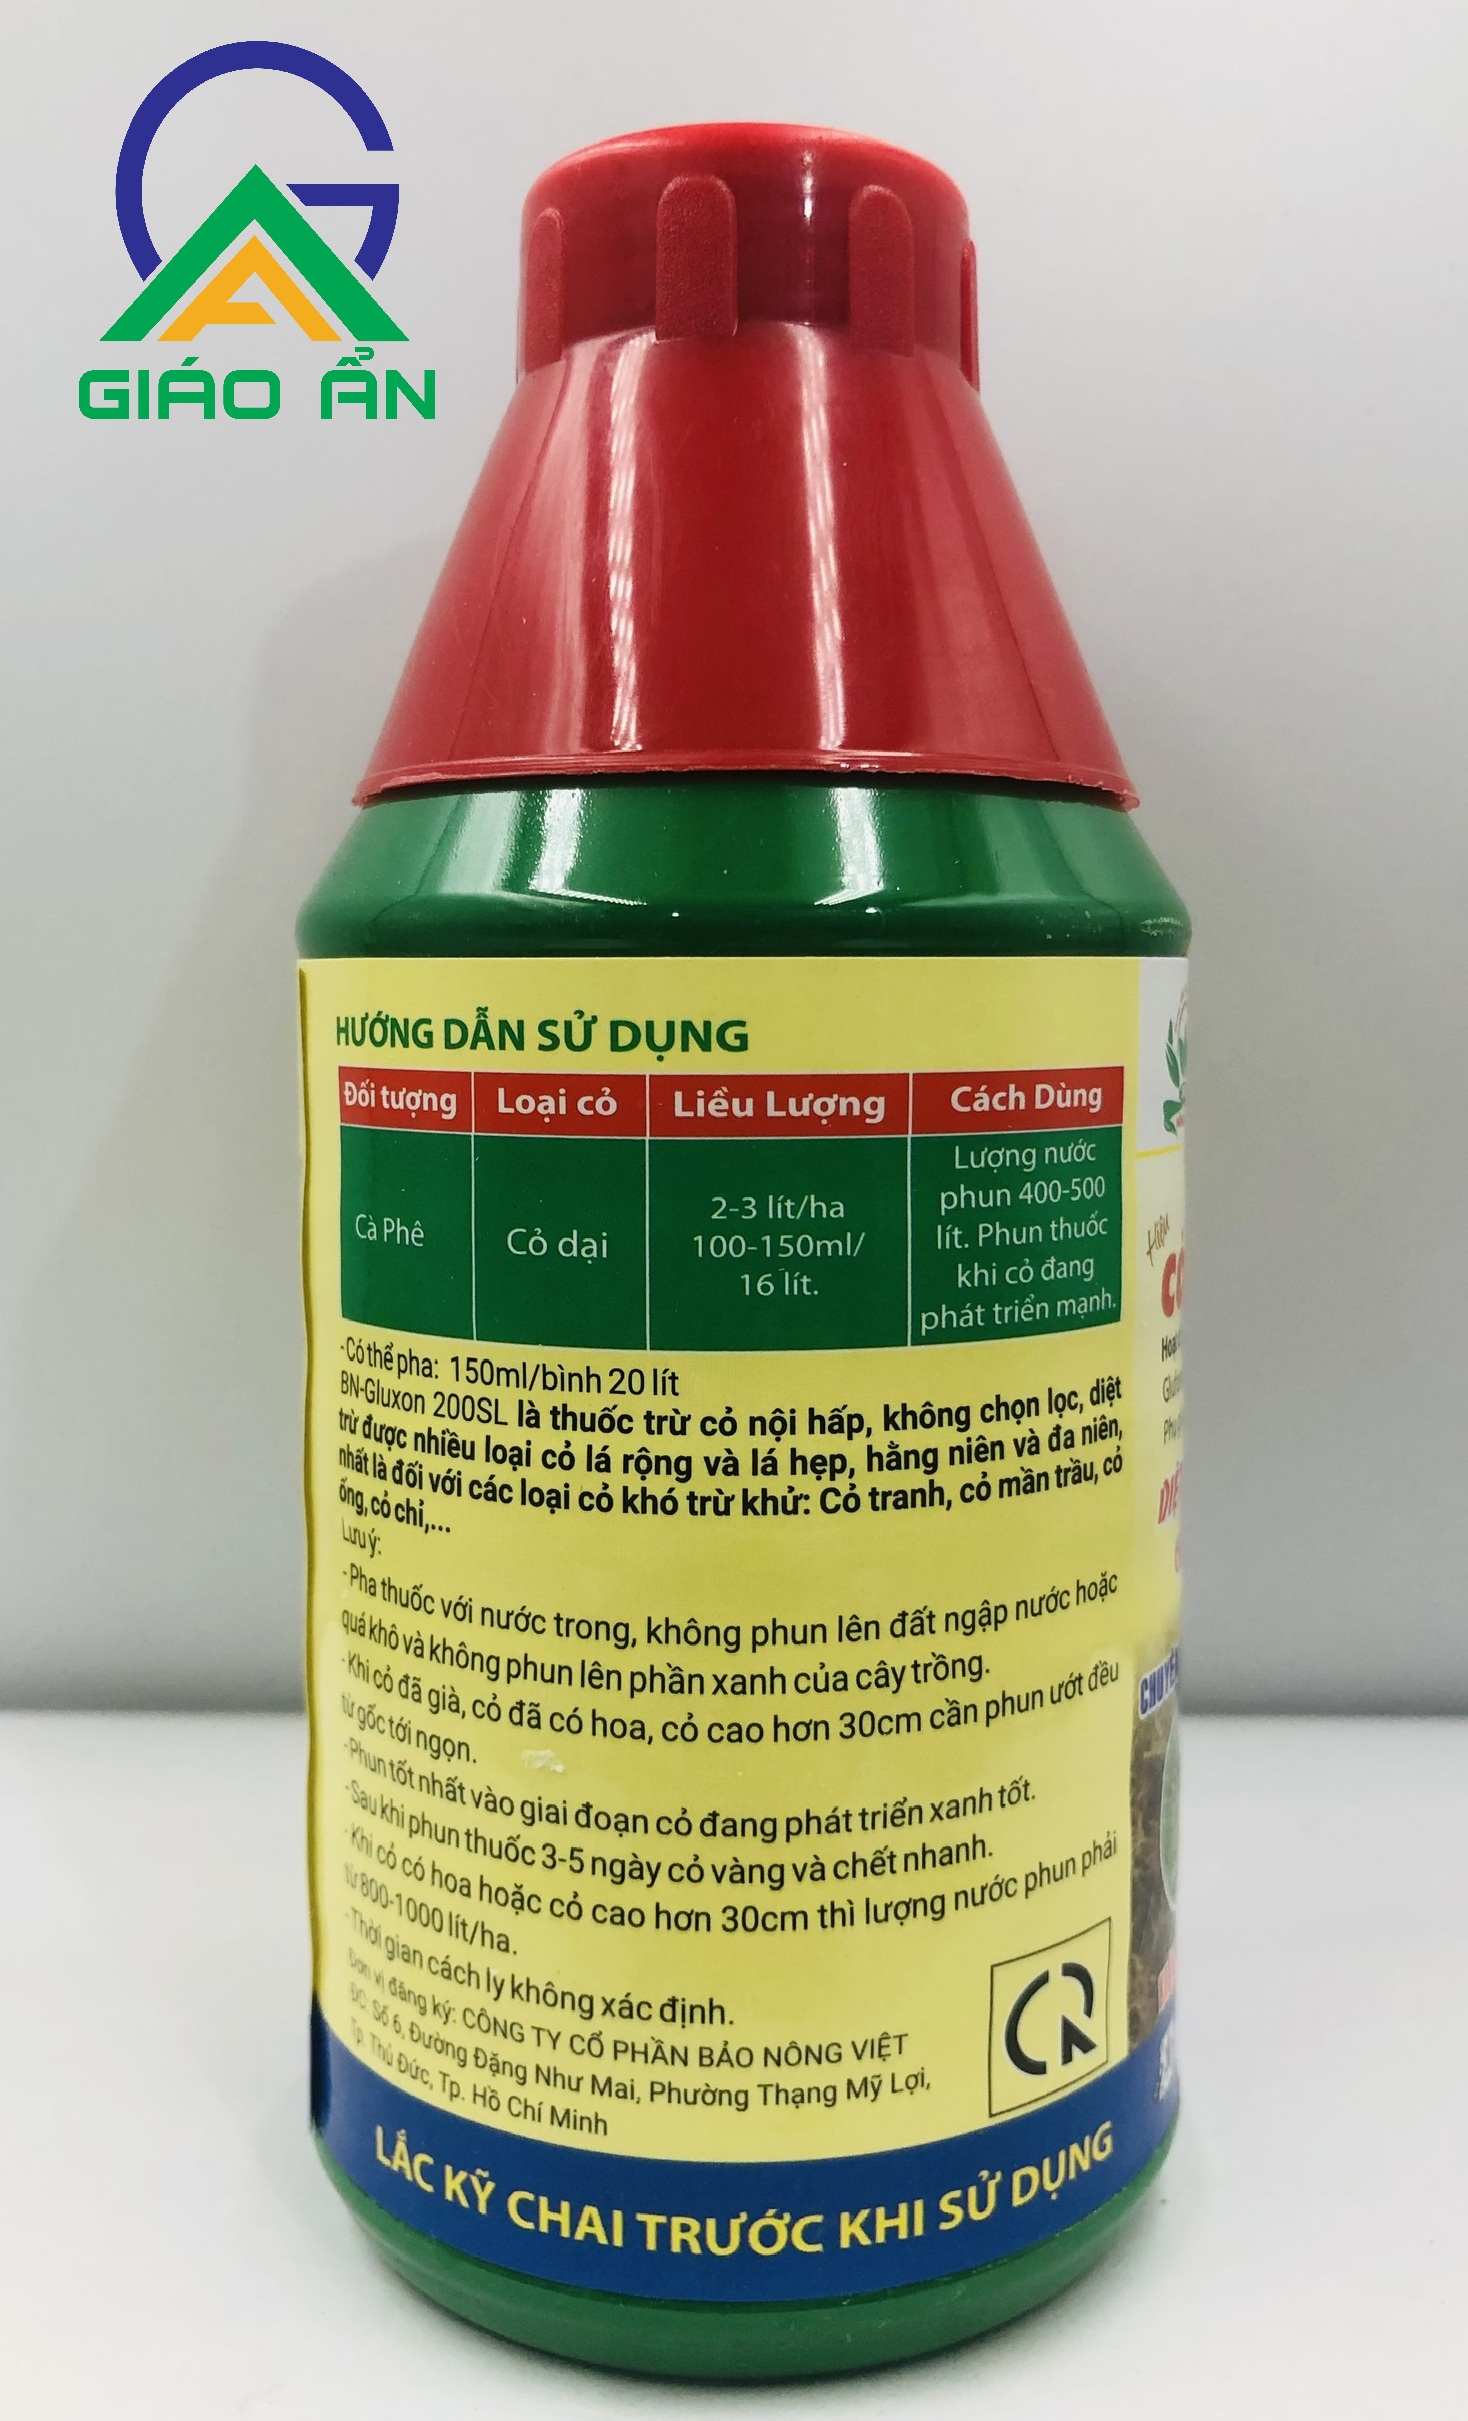 GIÁO ẨN
HƯỚNG DẪN SỬ DỤNG
Đối tượng
Loại cỏ
Liều Lượng
Cách Dùng
Cà Phê
Cỏ dại
2-3 lít/ha
100-150ml/
16 lít.
Lượng nước
phun 400-500
lít. Phun thuốc
khi cỏ đang
phát triển mạnh.
-Có thể pha: 150ml/bình 20 lít
BN-Gluxon 200SL là thuốc trừ cỏ nội hấp, không chọn lọc, diệt
trừ được nhiều loại cỏ lá rộng và lá hẹp, hằng niên và đa niên,
nhất là đối với các loại cỏ khó trừ khử: Cỏ tranh, cỏ mần trầu, cỏ
ống, cỏ chỉ,...
Lưu ý:
-Pha thuốc với nước trong, không phun lên đất ngập nước hoặc
quá khô và không phun lên phần xanh của cây trồng.
-Khi cỏ đã già, cỏ đã có hoa, cỏ cao hơn 30cm cần phun ướt đều
từ gốc tới ngọn.
-Phun tốt nhất vào giai đoạn cỏ đang phát triển xanh tốt.
-Sau khi phun thuốc 3-5 ngày cỏ vàng và chết nhanh.
-Khi cỏ có hoa hoặc cỏ cao hơn 30cm thì lượng nước phun phải
từ 800-1000 lít/ha.
-Thời gian cách ly không xác định.
Đơn vị đăng ký: CÔNG TY CỔ PHẦN BẢO NÔNG VIỆT
ĐC: Số 6, Đường Đặng Như Mai, Phường Thạng Mỹ Lợi,
Tp. Thủ Đức, Tp. Hồ Chí Minh
LẮC KỸ CHAI TRƯỚC KHI SỬ DỤNG
Hiệu